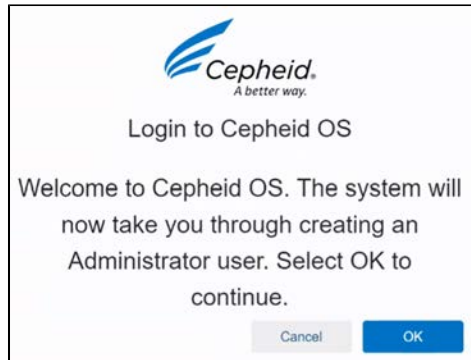 Cepheid.
A better way.
Login to Cepheid OS
Welcome to Cepheid OS. The system will
now take you through creating an
Administrator user. Select OK to
continue.
Cancel
OK